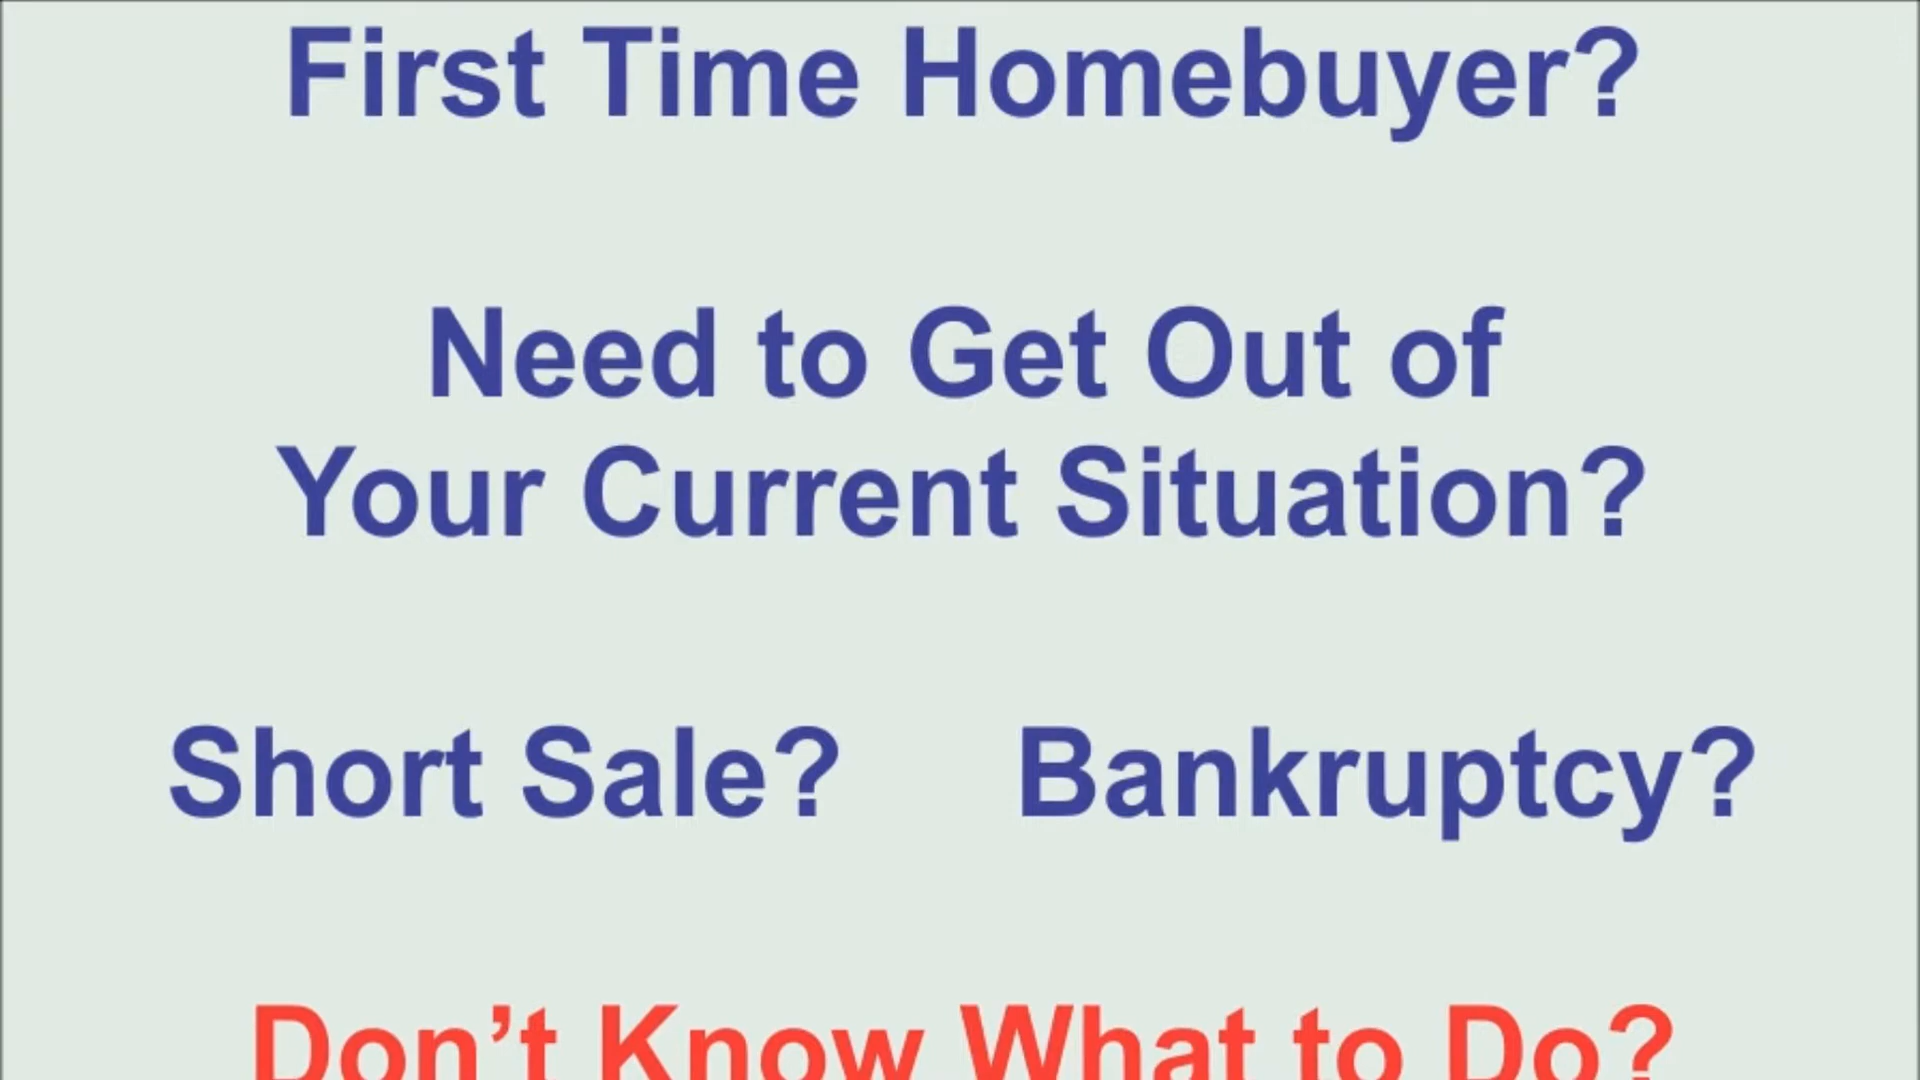 First Time Homebuyer?
Need to Get Out of
Your Current Situation?
Short Sale? Bankruptcy?
Don’t Know What to Do?